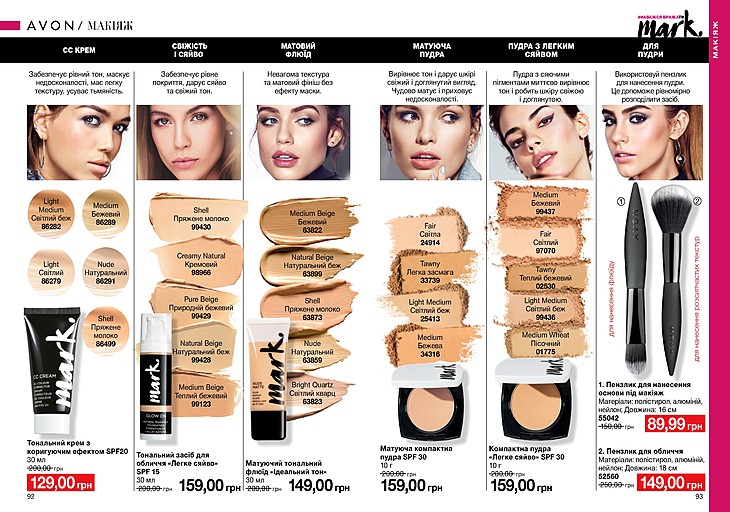 AVON / МАКІЯЖ
#НАВАЖСЯВРАЖАТИ
mark.
МАКІЯЖ
CC КРЕМ
СВІЖІСТЬ
І СЯЙВО
МАТОВИЙ
ФЛЮЇД
МАТУЮЧА
ПУДРА
ПУДРА З ЛЕГКИМ
СЯЙВОМ
ДЛЯ
ПУДРИ
Забезпечує рівний тон, маскує
недосконалості, має легку
текстуру, усуває тьмяність.
Забезпечує рівне
покриття, дарує сяйво
та свіжий тон.
Невагома текстура
та матовий фініш без
ефекту маски.
Вирівнює тон і дарує шкірі
свіжий і доглянутий вигляд.
Чудово матує і приховує
недосконалості.
Пудра з сяючими
пігментами миттєво вирівнює
тон і робить шкіру свіжою
і доглянутою.
Використовуй пензлик
для нанесення пудри.
Це допоможе рівномірно
розподілити засіб.
Light
Medium
Світлий беж
86282
Medium
Бежевий
86289
Light
Світлий
86279
Nude
Натуральний
86291
Shell
Пряжене
молоко
86499
mark.
CC CREAM
Тональний крем з
коригуючим ефектом SPF20
30 мл
200,00 грн
129,00 грн
Shell
Пряжене молоко
99430
Creamy Natural
Кремовий
98966
Pure Beige
Природній бежевий
99429
Natural Beige
Натуральний беж
99428
Medium Beige
Теплий бежевий
99123
mark.
GLOW ON
Тональний засіб для
обличчя «Легке сяйво»
SPF 15
30 мл
200,00 грн
159,00 грн
Medium Beige
Бежевий
63822
Natural Beige
Натуральний беж
63899
Shell
Пряжене молоко
63873
Nude
Натуральний
63859
Bright Quartz
Світлий кварц
63823
NUDE
MATTE
mark.
Матуючий тональний
флюїд «Ідеальний тон»
30 мл
200,00 грн
149,00 грн
Fair
Світла
24914
Tawny
Легка засмага
33739
Light Medium
Світлий беж
25413
Medium
Бежева
34316
mark.
Матуюча компактна
пудра SPF 30
10 г
200,00 грн
159,00 грн
Medium
Бежевий
99437
Fair
Світлий
97070
Tawny
Теплий бежевий
02530
Light Medium
Світлий беж
99436
Medium Wheat
Пісочний
01775
mark.
Компактна пудра
«Легке сяйво» SPF 30
10 г
200,00 грн
159,00 грн
1
2
AVON
для нанесення флюїду
для нанесення розсипчастих текстур
1. Пензлик для нанесення
основи під макіяж
Матеріали: полістирол, алюміній,
нейлон; Довжина: 16 см
55042
150,00 грн
89,99 грн
2. Пензлик для обличчя
Матеріали: полістирол, алюміній,
нейлон; Довжина: 18 см
52560
250,00 грн
149,00 грн
92
93